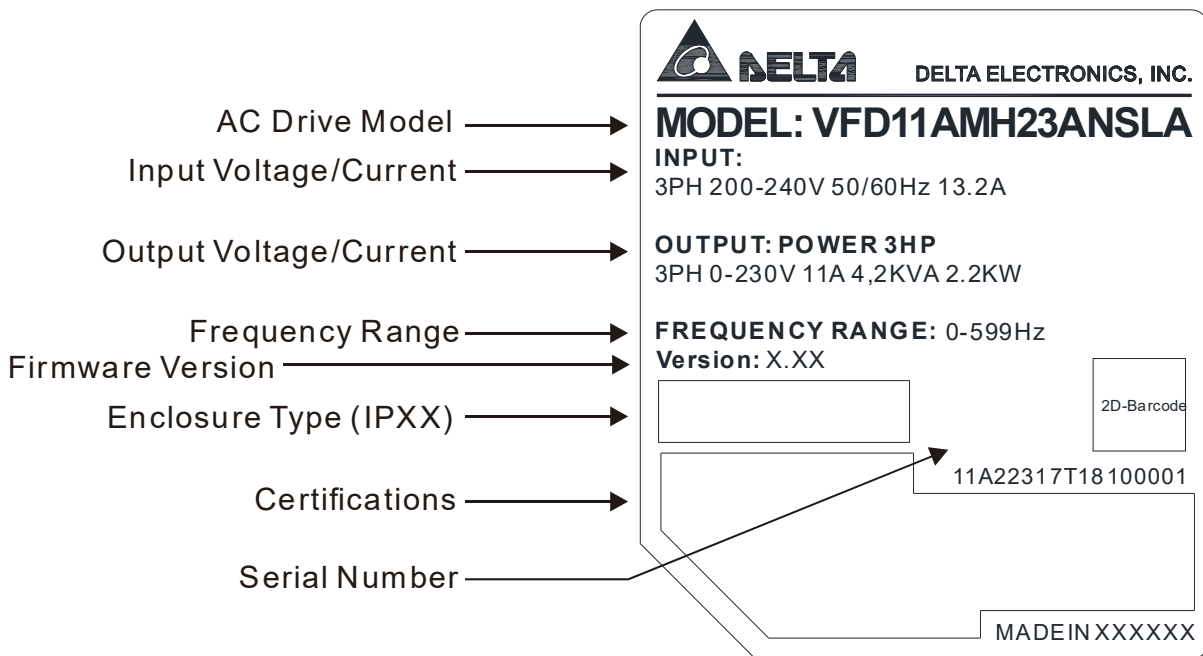 AC Drive Model
Input Voltage/Current
Output Voltage/Current
Frequency Range
Firmware Version
Enclosure Type (IPXX)
Certifications
Serial Number
DELTA DELTA ELECTRONICS, INC.
MODEL: VFD11AMH23ANSLA
INPUT:
3PH 200-240V 50/60Hz 13.2A
OUTPUT: POWER 3HP
3PH 0-230V 11A 4,2KVA 2.2KW
FREQUENCY RANGE: 0-599Hz
Version: X.XX
2D-Barcode
11A22317T18100001
MADE IN XXXXXX